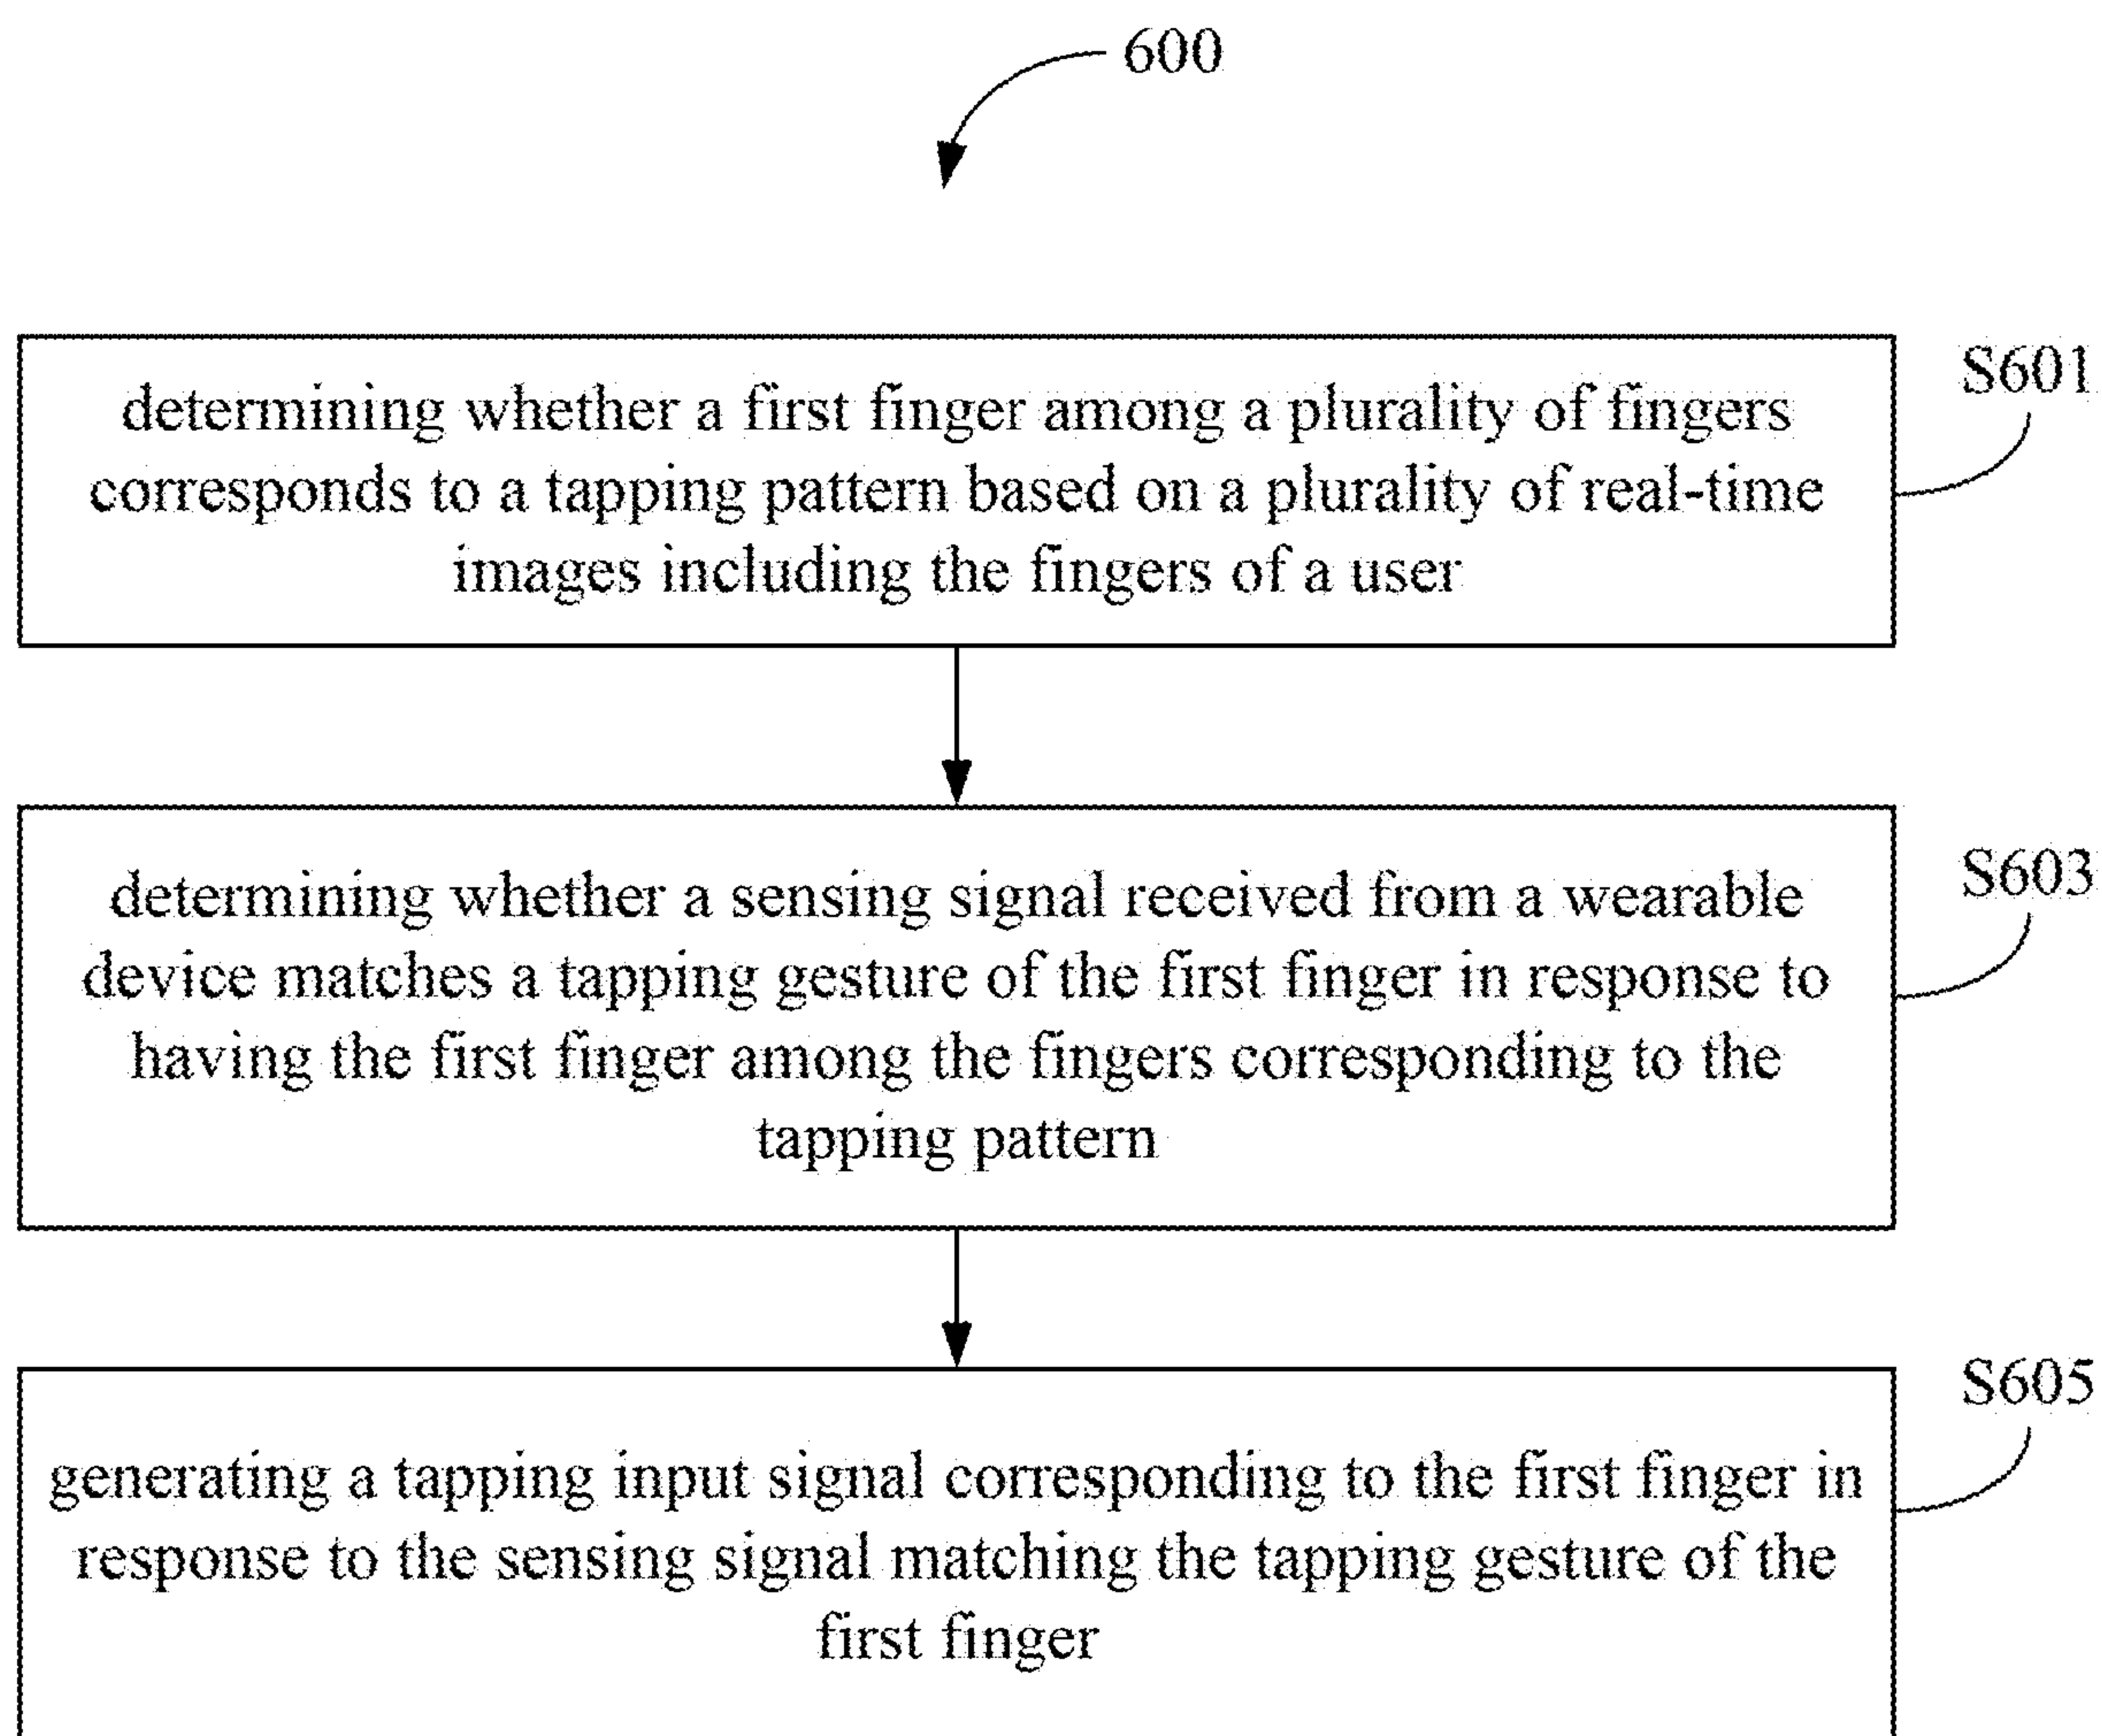 600
S601
determining whether a first finger among a plurality of fingers
corresponds to a tapping pattern based on a plurality of real-time
images including the fingers of a user
S603
determining whether a sensing signal received from a wearable
device matches a tapping gesture of the first finger in response to
having the first finger among the fingers corresponding to the
tapping pattern
S605
generating a tapping input signal corresponding to the first finger in
response to the sensing signal matching the tapping gesture of the
first finger